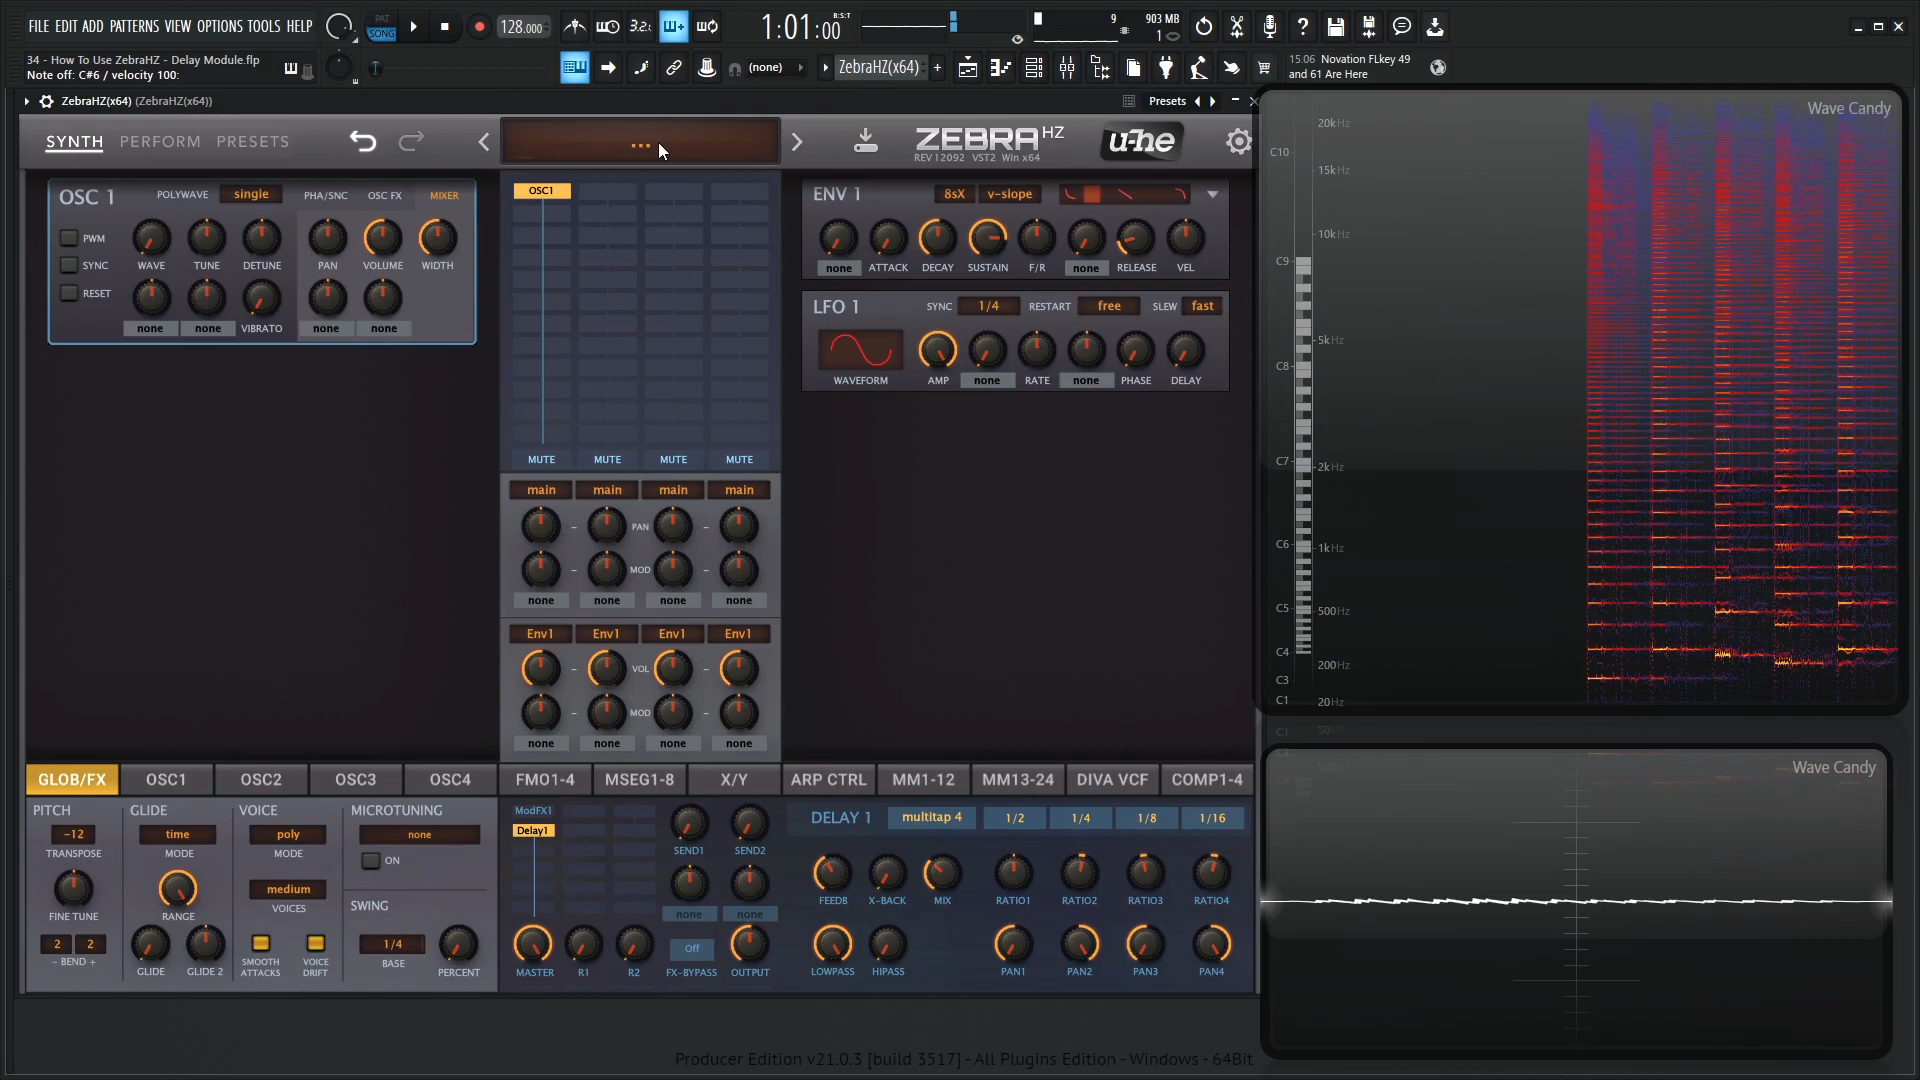 FILE EDIT ADD PATTERNS VIEW OPTIONS TOOLS HELP
PAT
SONG
128.000
1:01:00
B:S:T
9
903 MB
1
34 - How To Use ZebraHZ - Delay Module.flp
Note off: C#6 / velocity 100:
(none)
ZebraHZ(x64)
15.06 Novation FLkey 49
and 61 Are Here
ZebraHZ(x64) (ZebraHZ(x64))
Presets
SYNTH PERFORM PRESETS
...
ZEBRA HZ
REV 12092 VST2 Win x64
u-he
OSC 1
POLYWAVE single PHA/SNC OSC FX MIXER
PWM
SYNC
RESET
WAVE TUNE DETUNE PAN VOLUME WIDTH
none none VIBRATO none none
OSC1
MUTE MUTE MUTE MUTE
main main main main
PAN
MOD
none none none none
Env1 Env1 Env1 Env1
VOL
MOD
none none none none
ENV 1
8sX v-slope
none ATTACK DECAY SUSTAIN F/R none RELEASE VEL
LFO 1
SYNC 1/4 RESTART free SLEW fast
WAVEFORM AMP none RATE none PHASE DELAY
Wave Candy
20kHz
C10
15kHz
10kHz
C9
5kHz
C8
C7
2kHz
C6
1kHz
C5
500Hz
C4
200Hz
C3
C1
20Hz
Wave Candy
GLOB/FX OSC1 OSC2 OSC3 OSC4 FMO1-4 MSEG1-8 X/Y ARP CTRL MM1-12 MM13-24 DIVA VCF COMP1-4
PITCH
-12
TRANSPOSE
FINE TUNE
2 2
- BEND +
GLIDE
time
MODE
RANGE
GLIDE GLIDE 2
VOICE
poly
MODE
medium
VOICES
SMOOTH ATTACKS
VOICE DRIFT
MICROTUNING
none
ON
SWING
1/4
BASE
PERCENT
ModFX1
Delay1
SEND1 SEND2
none none
Off
MASTER R1 R2 FX-BYPASS OUTPUT
DELAY 1
multitap 4 1/2 1/4 1/8 1/16
FEEDB X-BACK MIX RATIO1 RATIO2 RATIO3 RATIO4
LOWPASS HIPASS PAN1 PAN2 PAN3 PAN4
Producer Edition v21.0.3 [build 3517] - All Plugins Edition - Windows - 64Bit